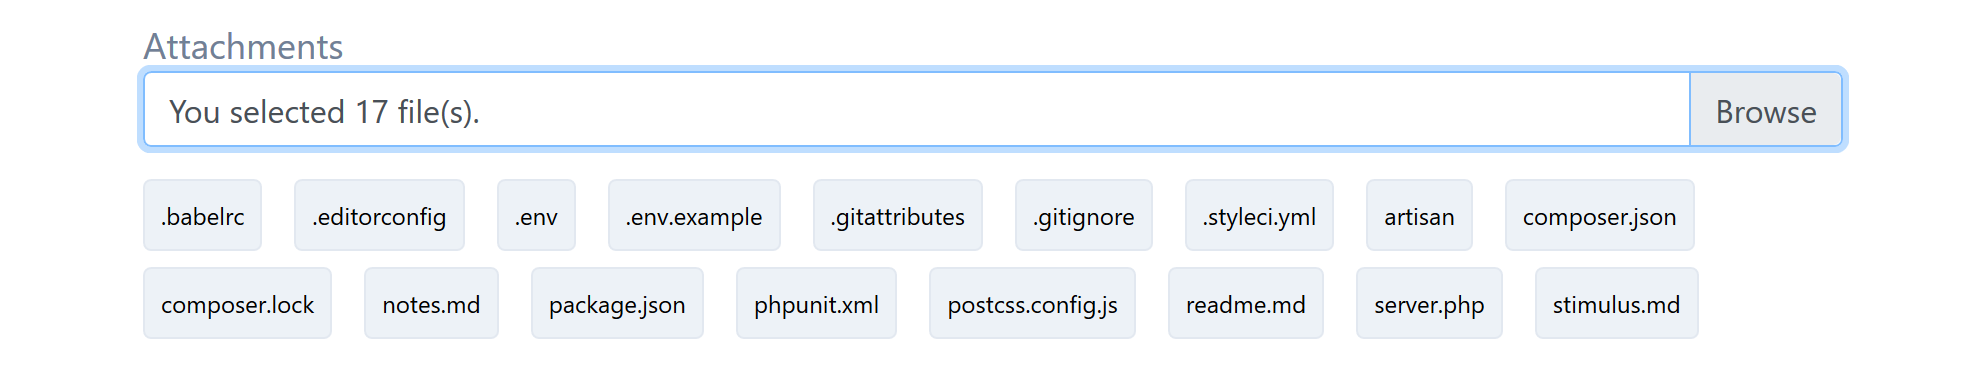 Attachments
You selected 17 file(s). Browse
.babelrc .editorconfig .env .env.example .gitattributes .gitignore .styleci.yml artisan composer.json
composer.lock notes.md package.json phpunit.xml postcss.config.js readme.md server.php stimulus.md